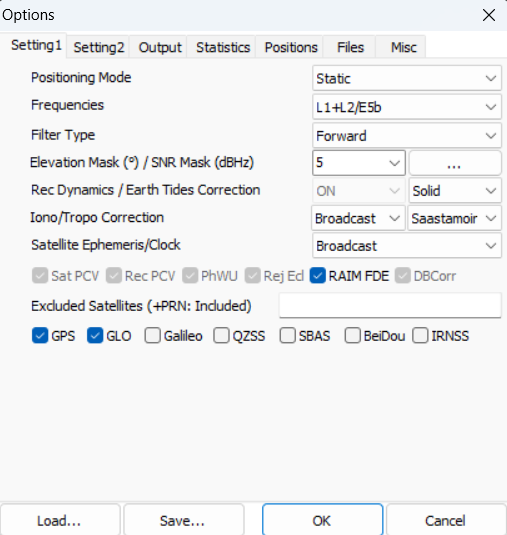 Options
Setting1 Setting2 Output Statistics Positions Files Misc
Positioning Mode Static
Frequencies L1+L2/E5b
Filter Type Forward
Elevation Mask (°) / SNR Mask (dBHz) 5 ...
Rec Dynamics / Earth Tides Correction ON Solid
Iono/Tropo Correction Broadcast Saastamoir
Satellite Ephemeris/Clock Broadcast
Sat PCV Rec PCV PhWU Rej Ecl RAIM FDE DBCorr
Excluded Satellites (+PRN: Included)
GPS GLO Galileo QZSS SBAS BeiDou IRNSS
Load... Save... OK Cancel